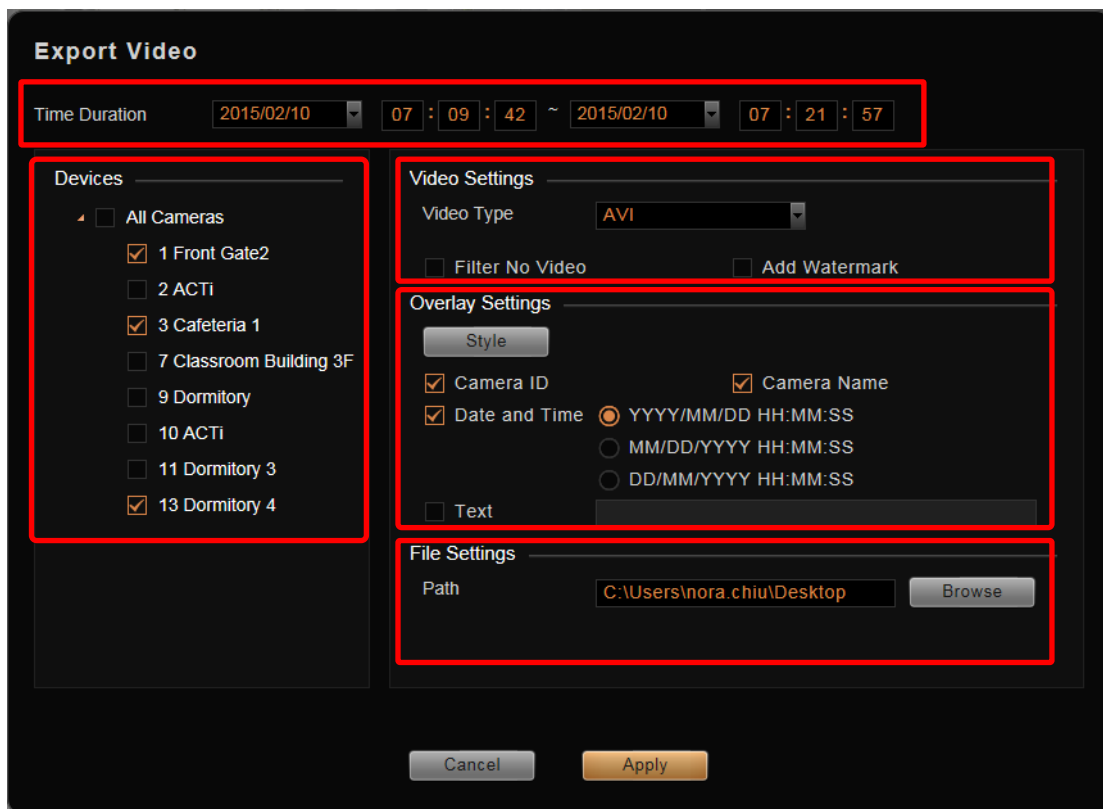 Export Video
Time Duration 2015/02/10 07 : 09 : 42 ~ 2015/02/10 07 : 21 : 57
Devices
All Cameras
1 Front Gate2
2 ACTi
3 Cafeteria 1
7 Classroom Building 3F
9 Dormitory
10 ACTi
11 Dormitory 3
13 Dormitory 4
Video Settings
Video Type AVI
Filter No Video Add Watermark
Overlay Settings
Style
Camera ID Camera Name
Date and Time YYYY/MM/DD HH:MM:SS
MM/DD/YYYY HH:MM:SS
DD/MM/YYYY HH:MM:SS
Text
File Settings
Path C:\Users\nora.chiu\Desktop Browse
Cancel Apply